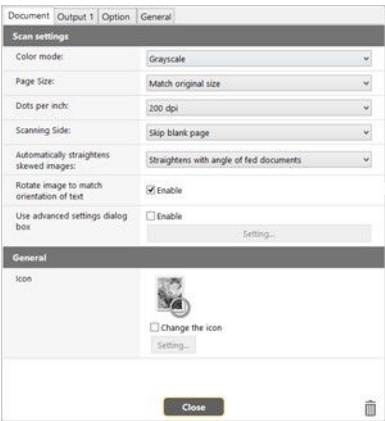 Document Output 1 Option General
Scan settings
Color mode: Grayscale
Page Size: Match original size
Dots per inch: 200 dpi
Scanning Side: Skip blank page
Automatically straightens
skewed images: Straightens with angle of fed documents
Rotate image to match
orientation of text Enable
Use advanced settings dialog
box Enable
Setting...
General
Icon
Change the icon
Setting...
Close